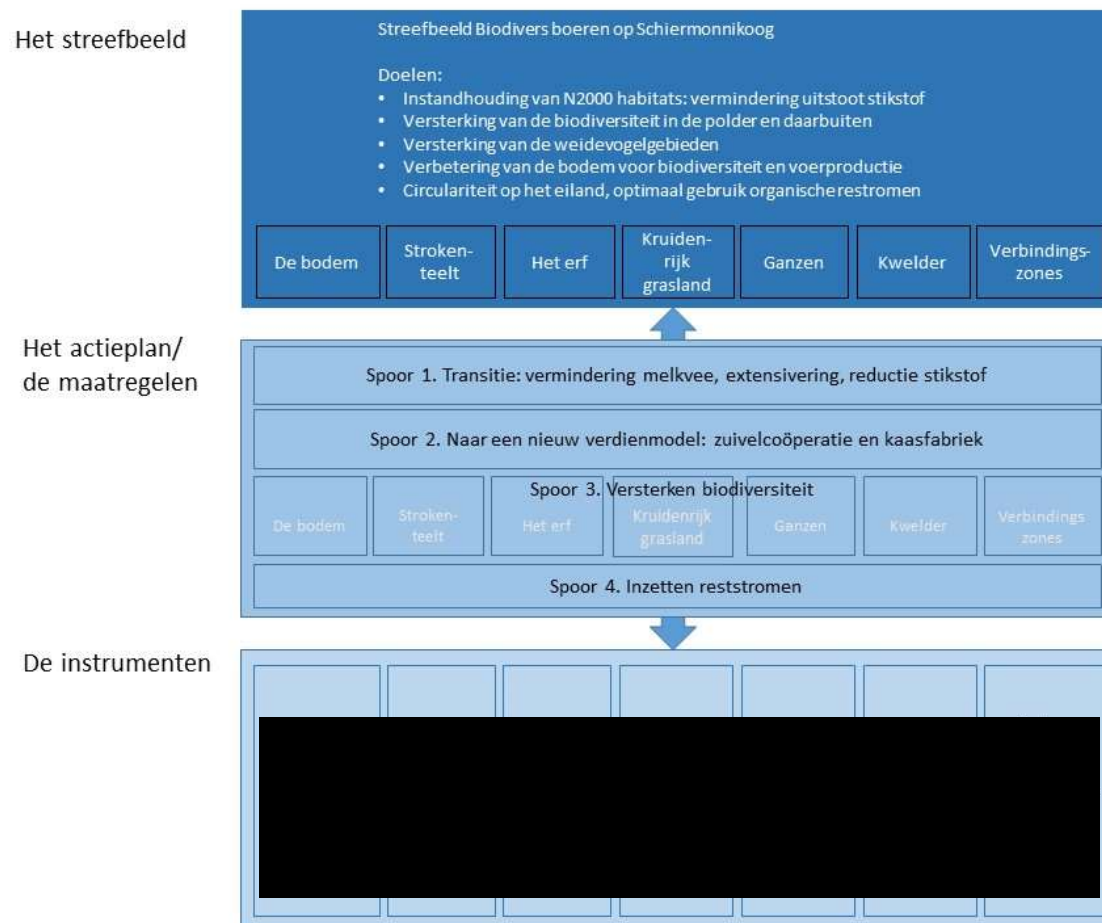 Het streefbeeld
Streefbeeld Biodivers boeren op Schiermonnikoog
Doelen:
• Instandhouding van N2000 habitats: vermindering uitstoot stikstof
• Versterking van de biodiversiteit in de polder en daarbuiten
• Versterking van de weidevogelgebieden
• Verbetering van de bodem voor biodiversiteit en voerproductie
• Circulariteit op het eiland, optimaal gebruik organische restromen
De bodem
Stroken-
teelt
Het erf
Kruiden-
rijk
grasland
Ganzen
Kwelder
Verbindings-
zones
Het actieplan/
de maatregelen
Spoor 1. Transitie: vermindering melkvee, extensivering, reductie stikstof
Spoor 2. Naar een nieuw verdienmodel: zuivelcoöperatie en kaasfabriek
Spoor 3. Versterken biodiversiteit
De bodem
Stroken-
teelt
Het erf
Kruidenrijk
grasland
Ganzen
Kwelder
Verbindings
zones
Spoor 4. Inzetten reststromen
De instrumenten